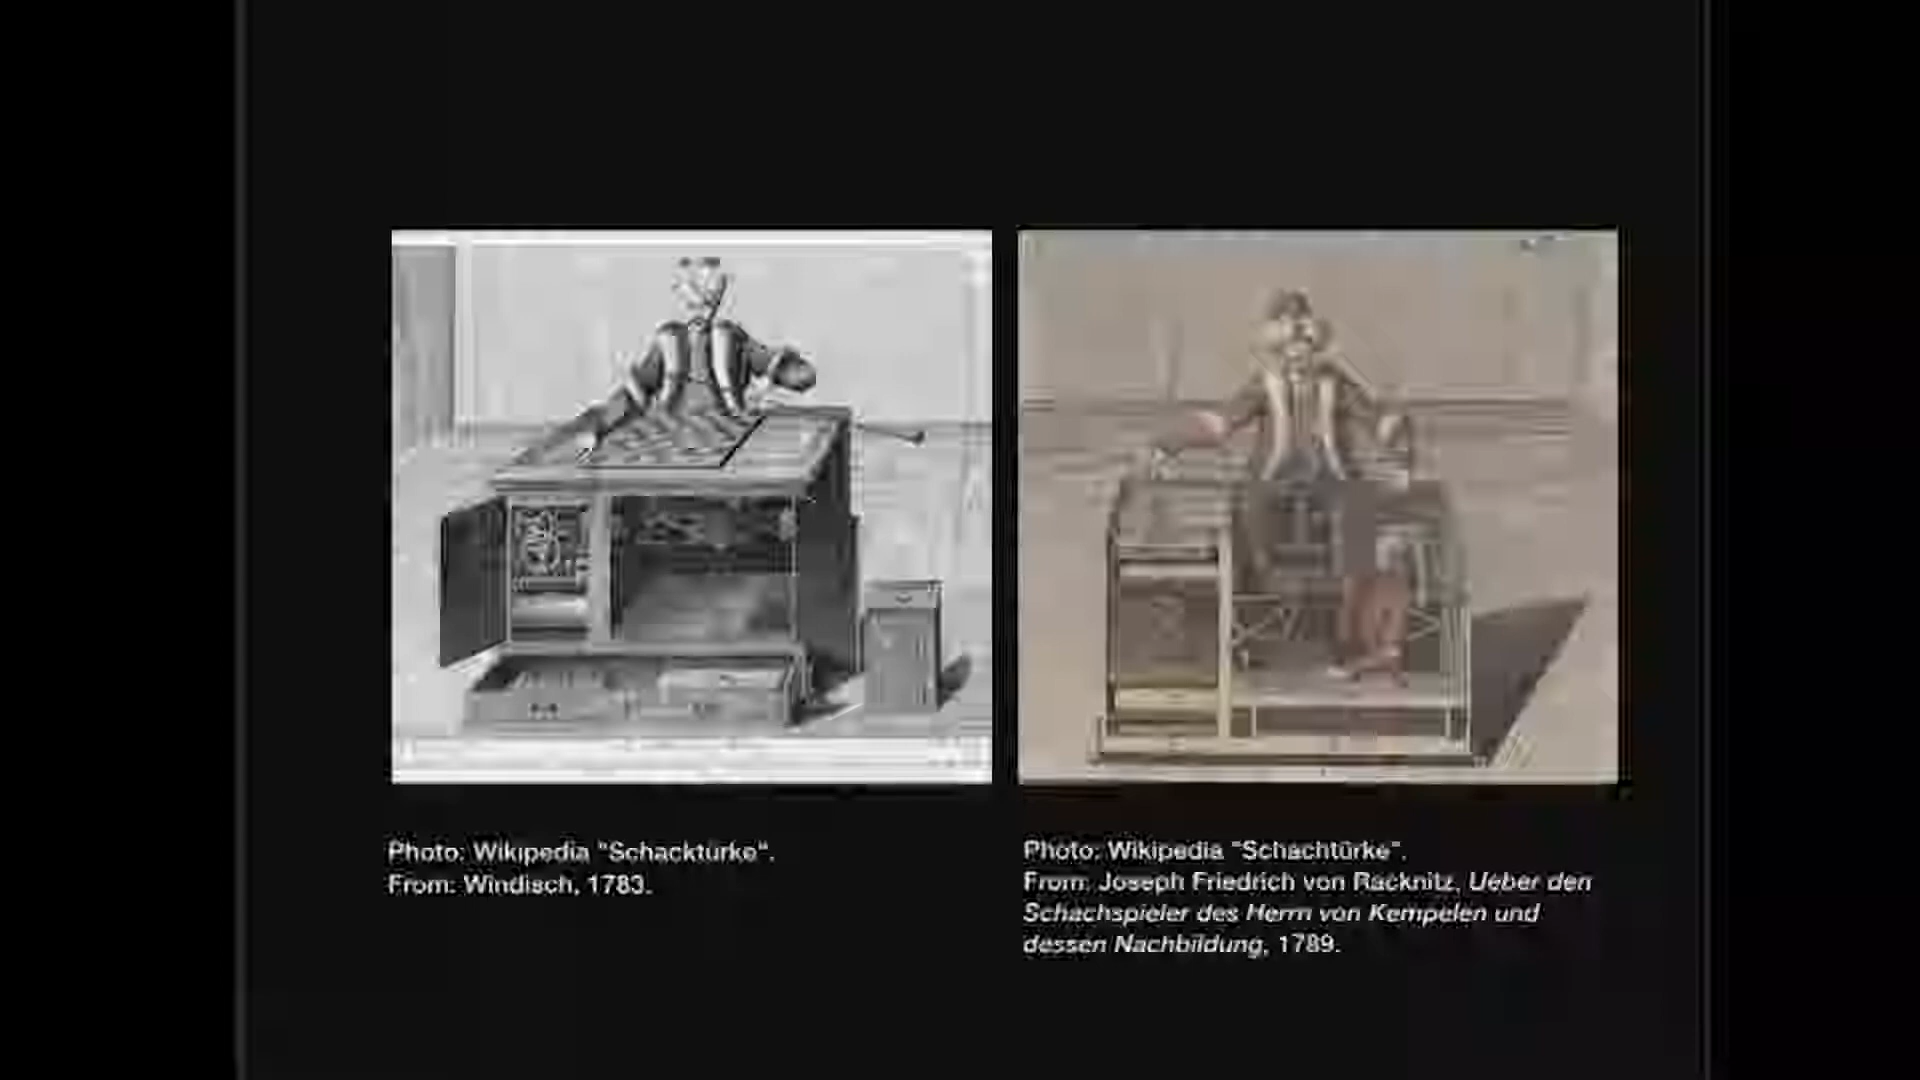 Photo: Wikipedia "Schacktürke".
From: Windisch, 1783.
Photo: Wikipedia "Schachtürke".
From: Joseph Friedrich von Racknitz, Ueber den
Schachspieler des Herrn von Kempelen und
dessen Nachbildung, 1789.